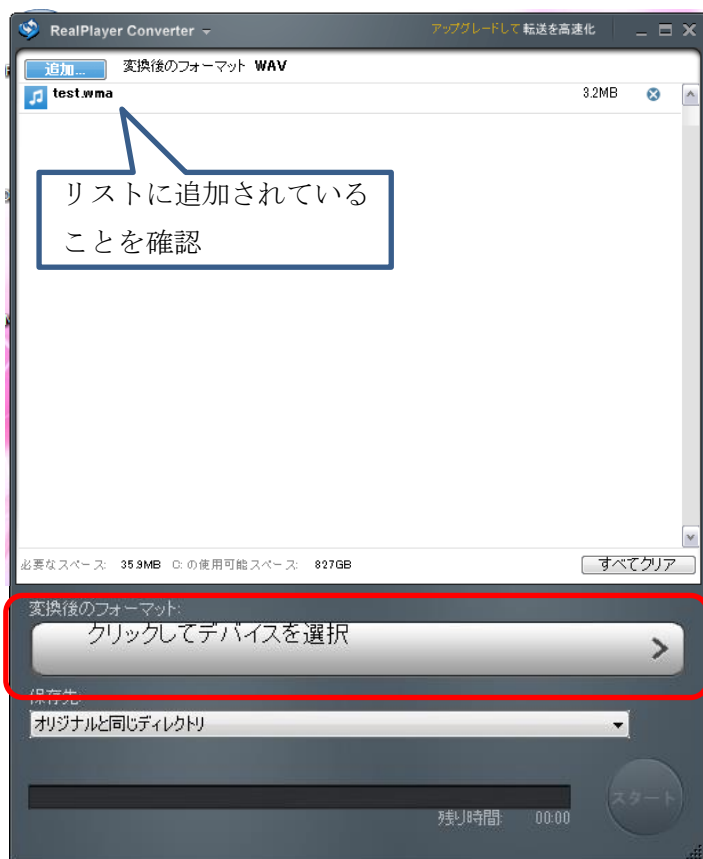 RealPlayer Converter
アップグレードして 転送を高速化
追加...
変換後のフォーマット WAV
test.wma 3.2MB
リストに追加されている
ことを確認
必要なスペース: 35.9MB C: の使用可能スペース: 827GB
すべてクリア
変換後のフォーマット:
クリックしてデバイスを選択
保存先:
オリジナルと同じディレクトリ
スタート
残り時間: 00:00